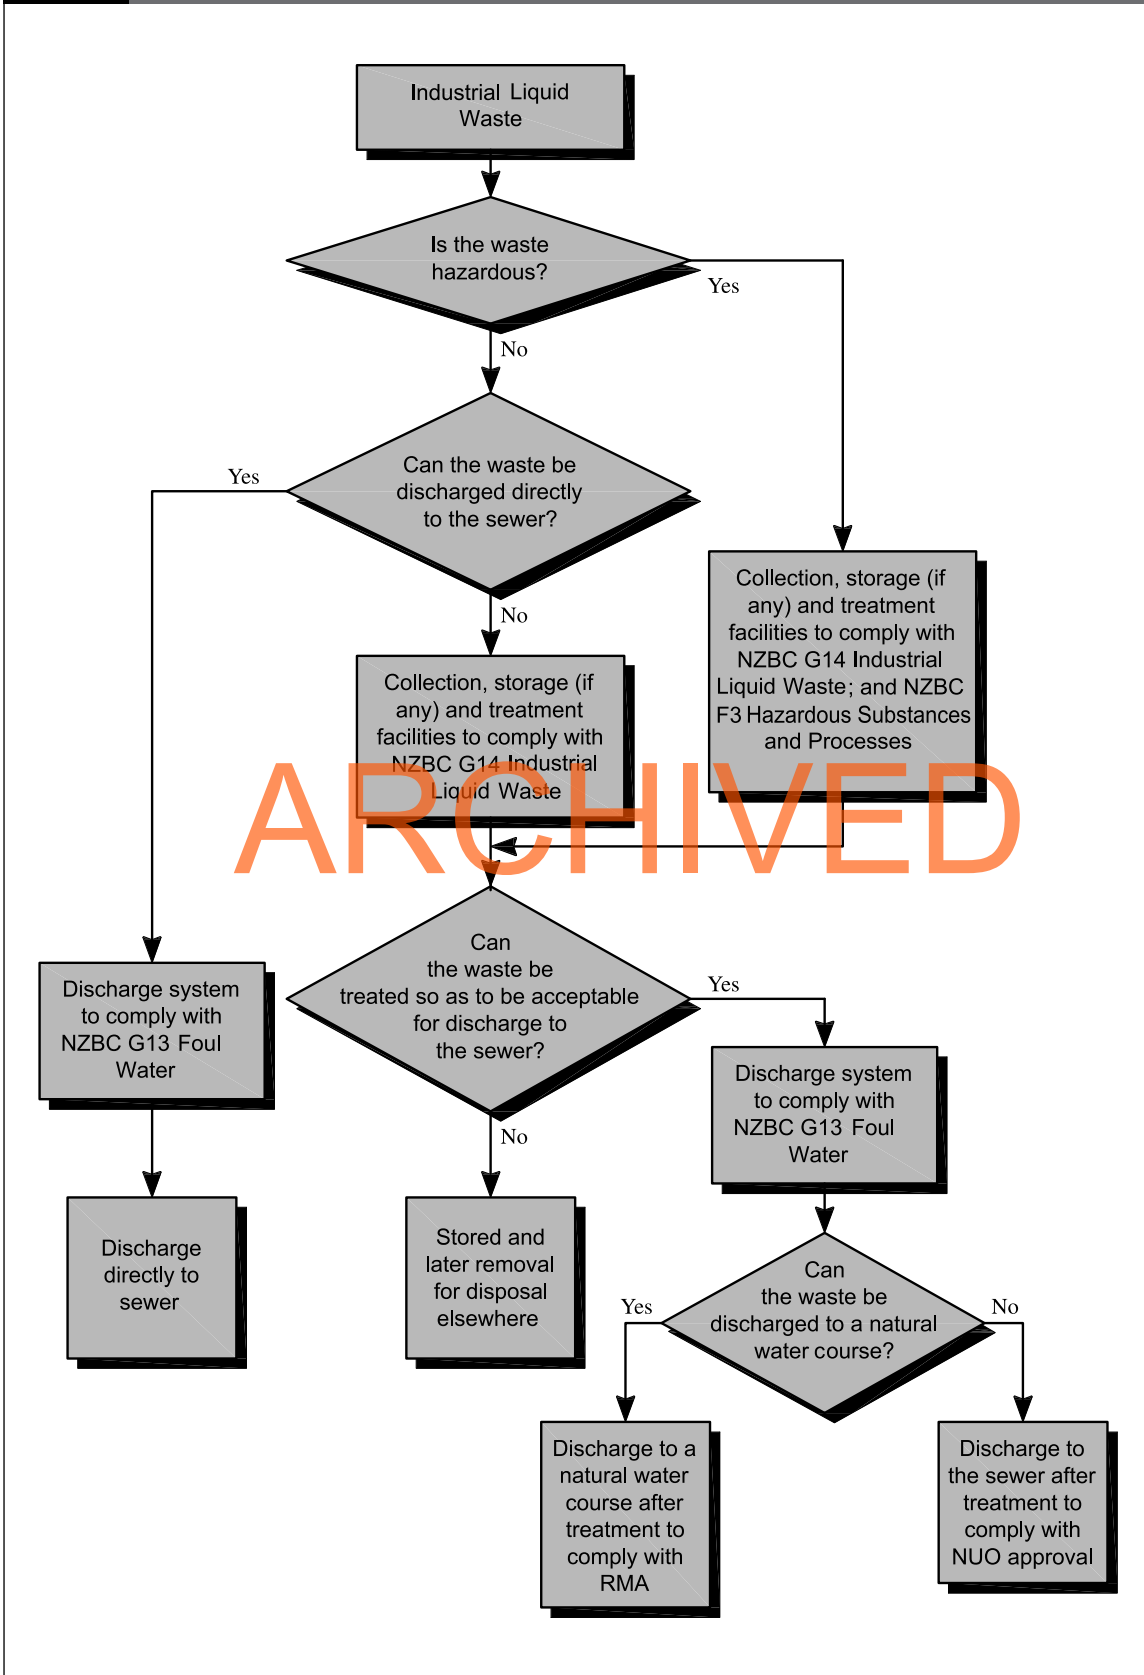 Industrial Liquid
Waste
Is the waste
hazardous?
Yes
No
Can the waste be
discharged directly
to the sewer?
Yes
No
Collection, storage (if
any) and treatment
facilities to comply with
NZBC G14 Industrial
Liquid Waste; and NZBC
F3 Hazardous Substances
and Processes
Collection, storage (if
any) and treatment
facilities to comply with
NZBC G14 Industrial
Liquid Waste
ARCHIVED
Can
the waste be
treated so as to be acceptable
for discharge to
the sewer?
Yes
No
Discharge system
to comply with
NZBC G13 Foul
Water
Discharge system
to comply with
NZBC G13 Foul
Water
Discharge
directly to
sewer
Stored and
later removal
for disposal
elsewhere
Can
the waste be
discharged to a natural
water course?
Yes
No
Discharge to a
natural water
course after
treatment to
comply with
RMA
Discharge to
the sewer after
treatment to
comply with
NUO approval